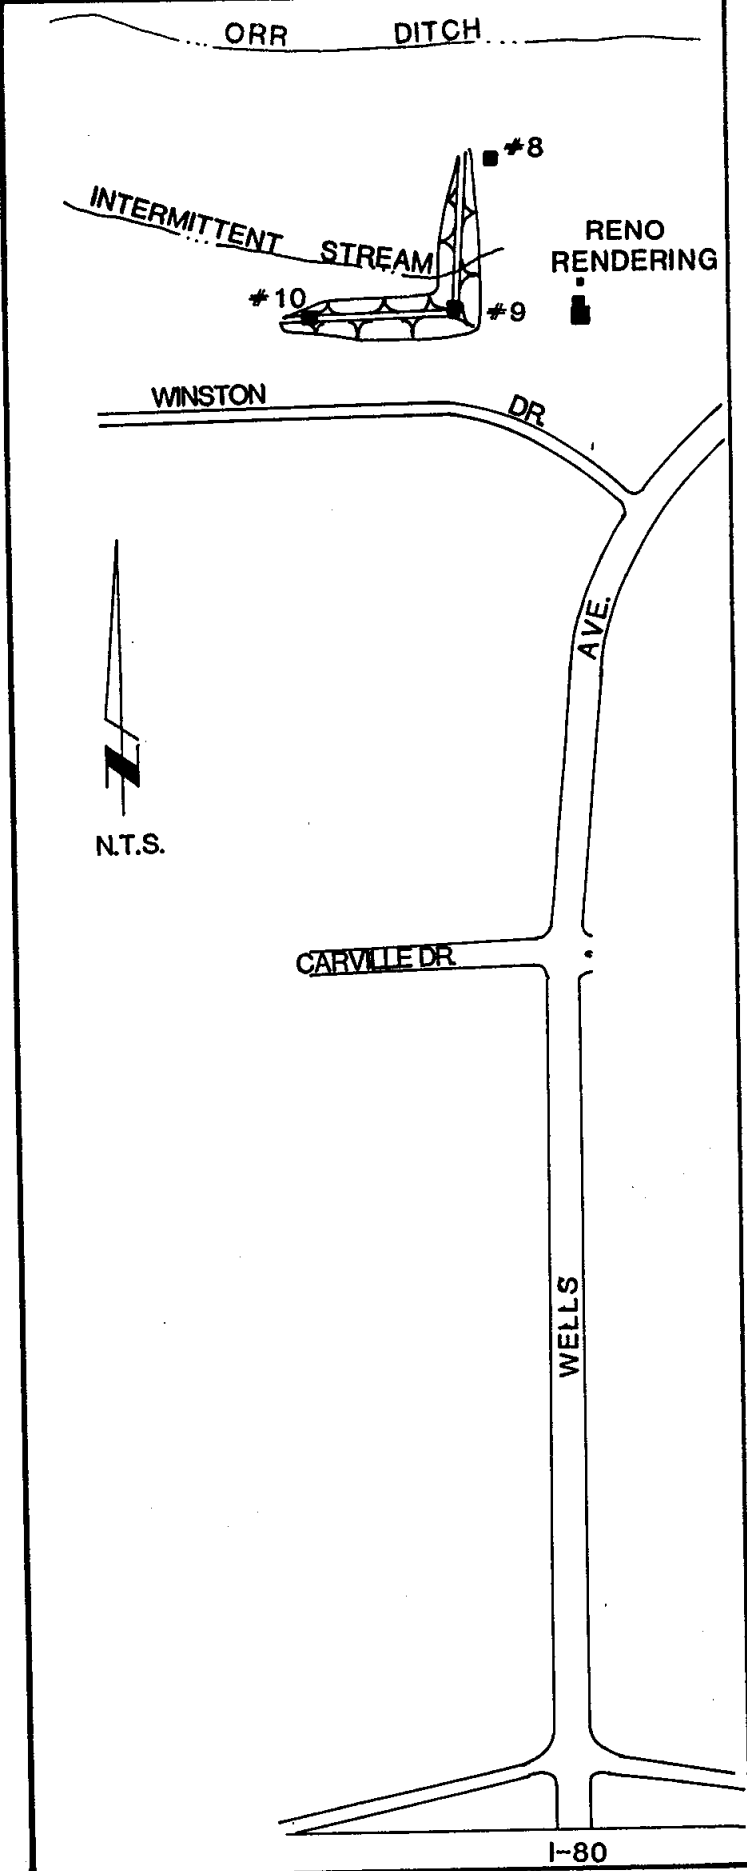 ORR DITCH
#8
INTERMITTENT STREAM
RENO
RENDERING
#10
#9
WINSTON DR.
AVE.
N.T.S.
CARVILLE DR.
WELLS
I-80